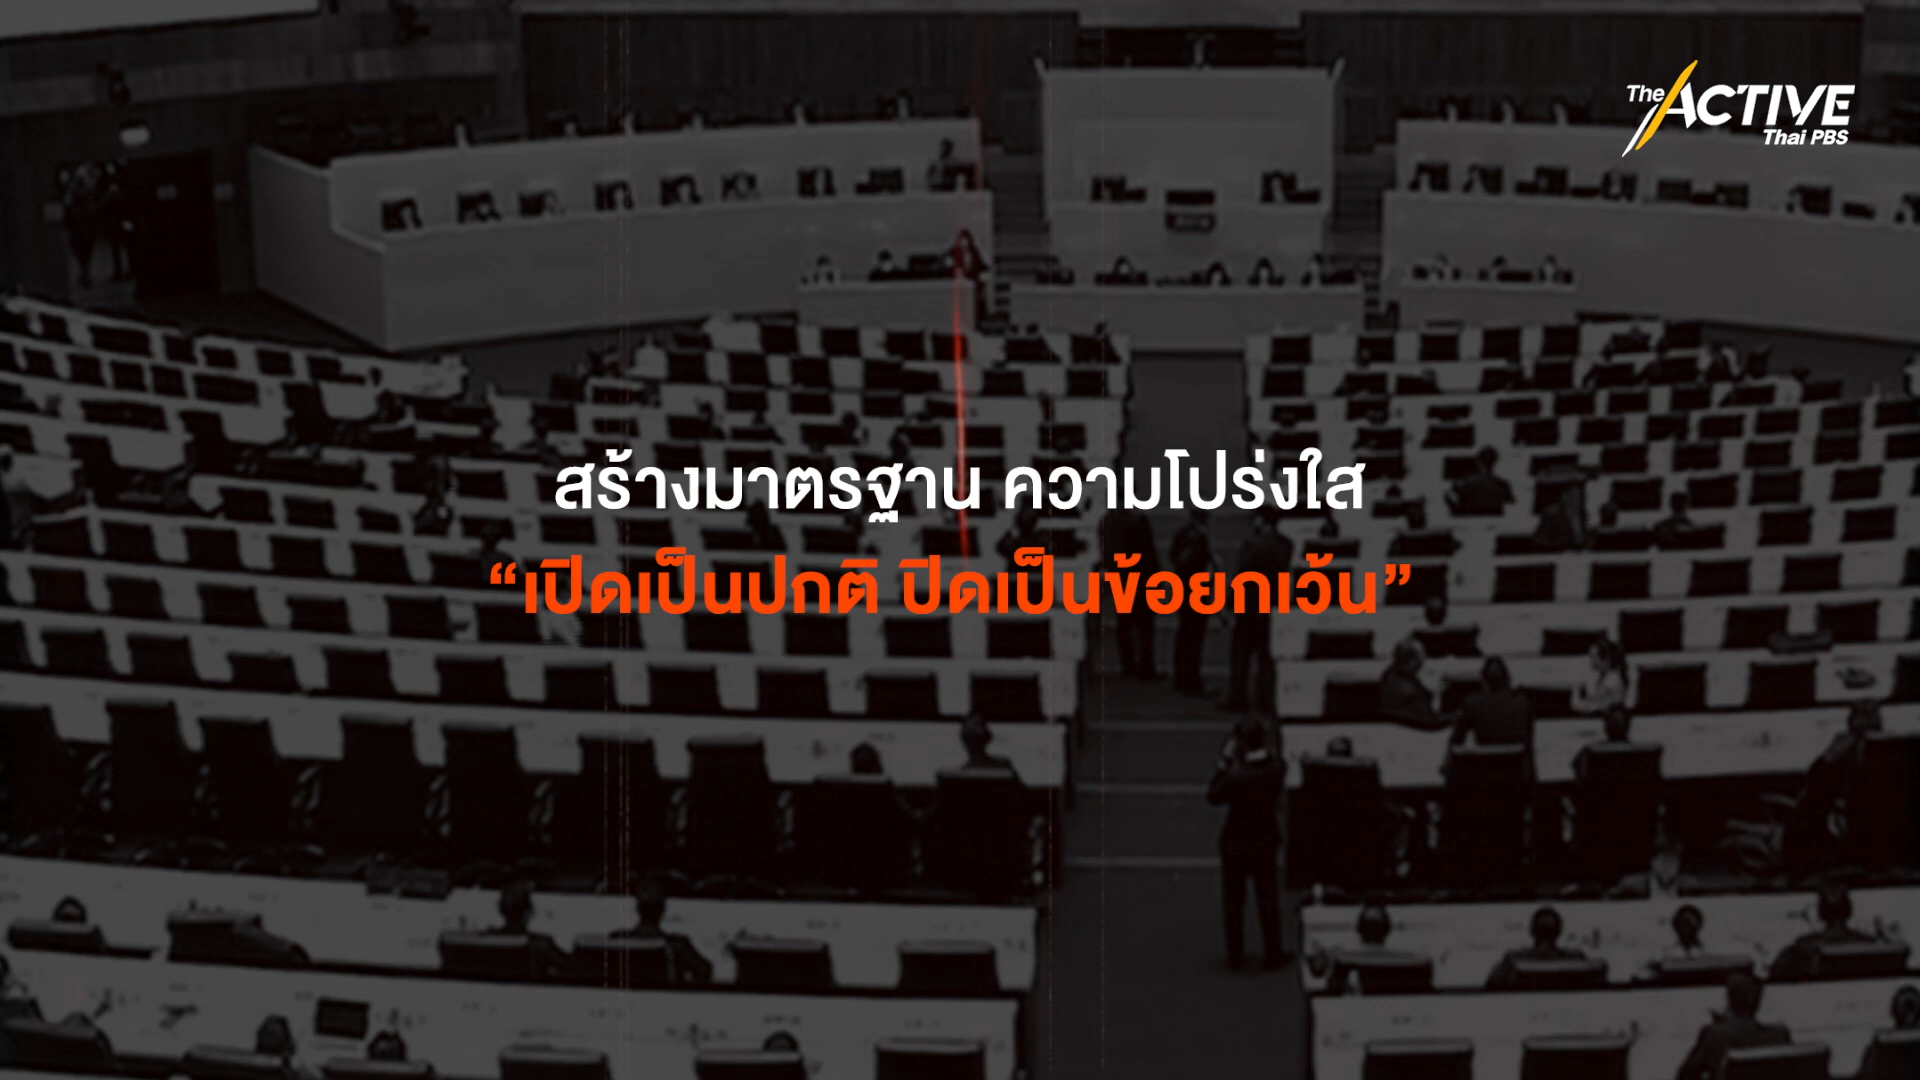 The ACTIVE
Thai PBS
สร้างมาตรฐาน ความโปร่งใส
“เปิดเป็นปกติ ปิดเป็นข้อยกเว้น”